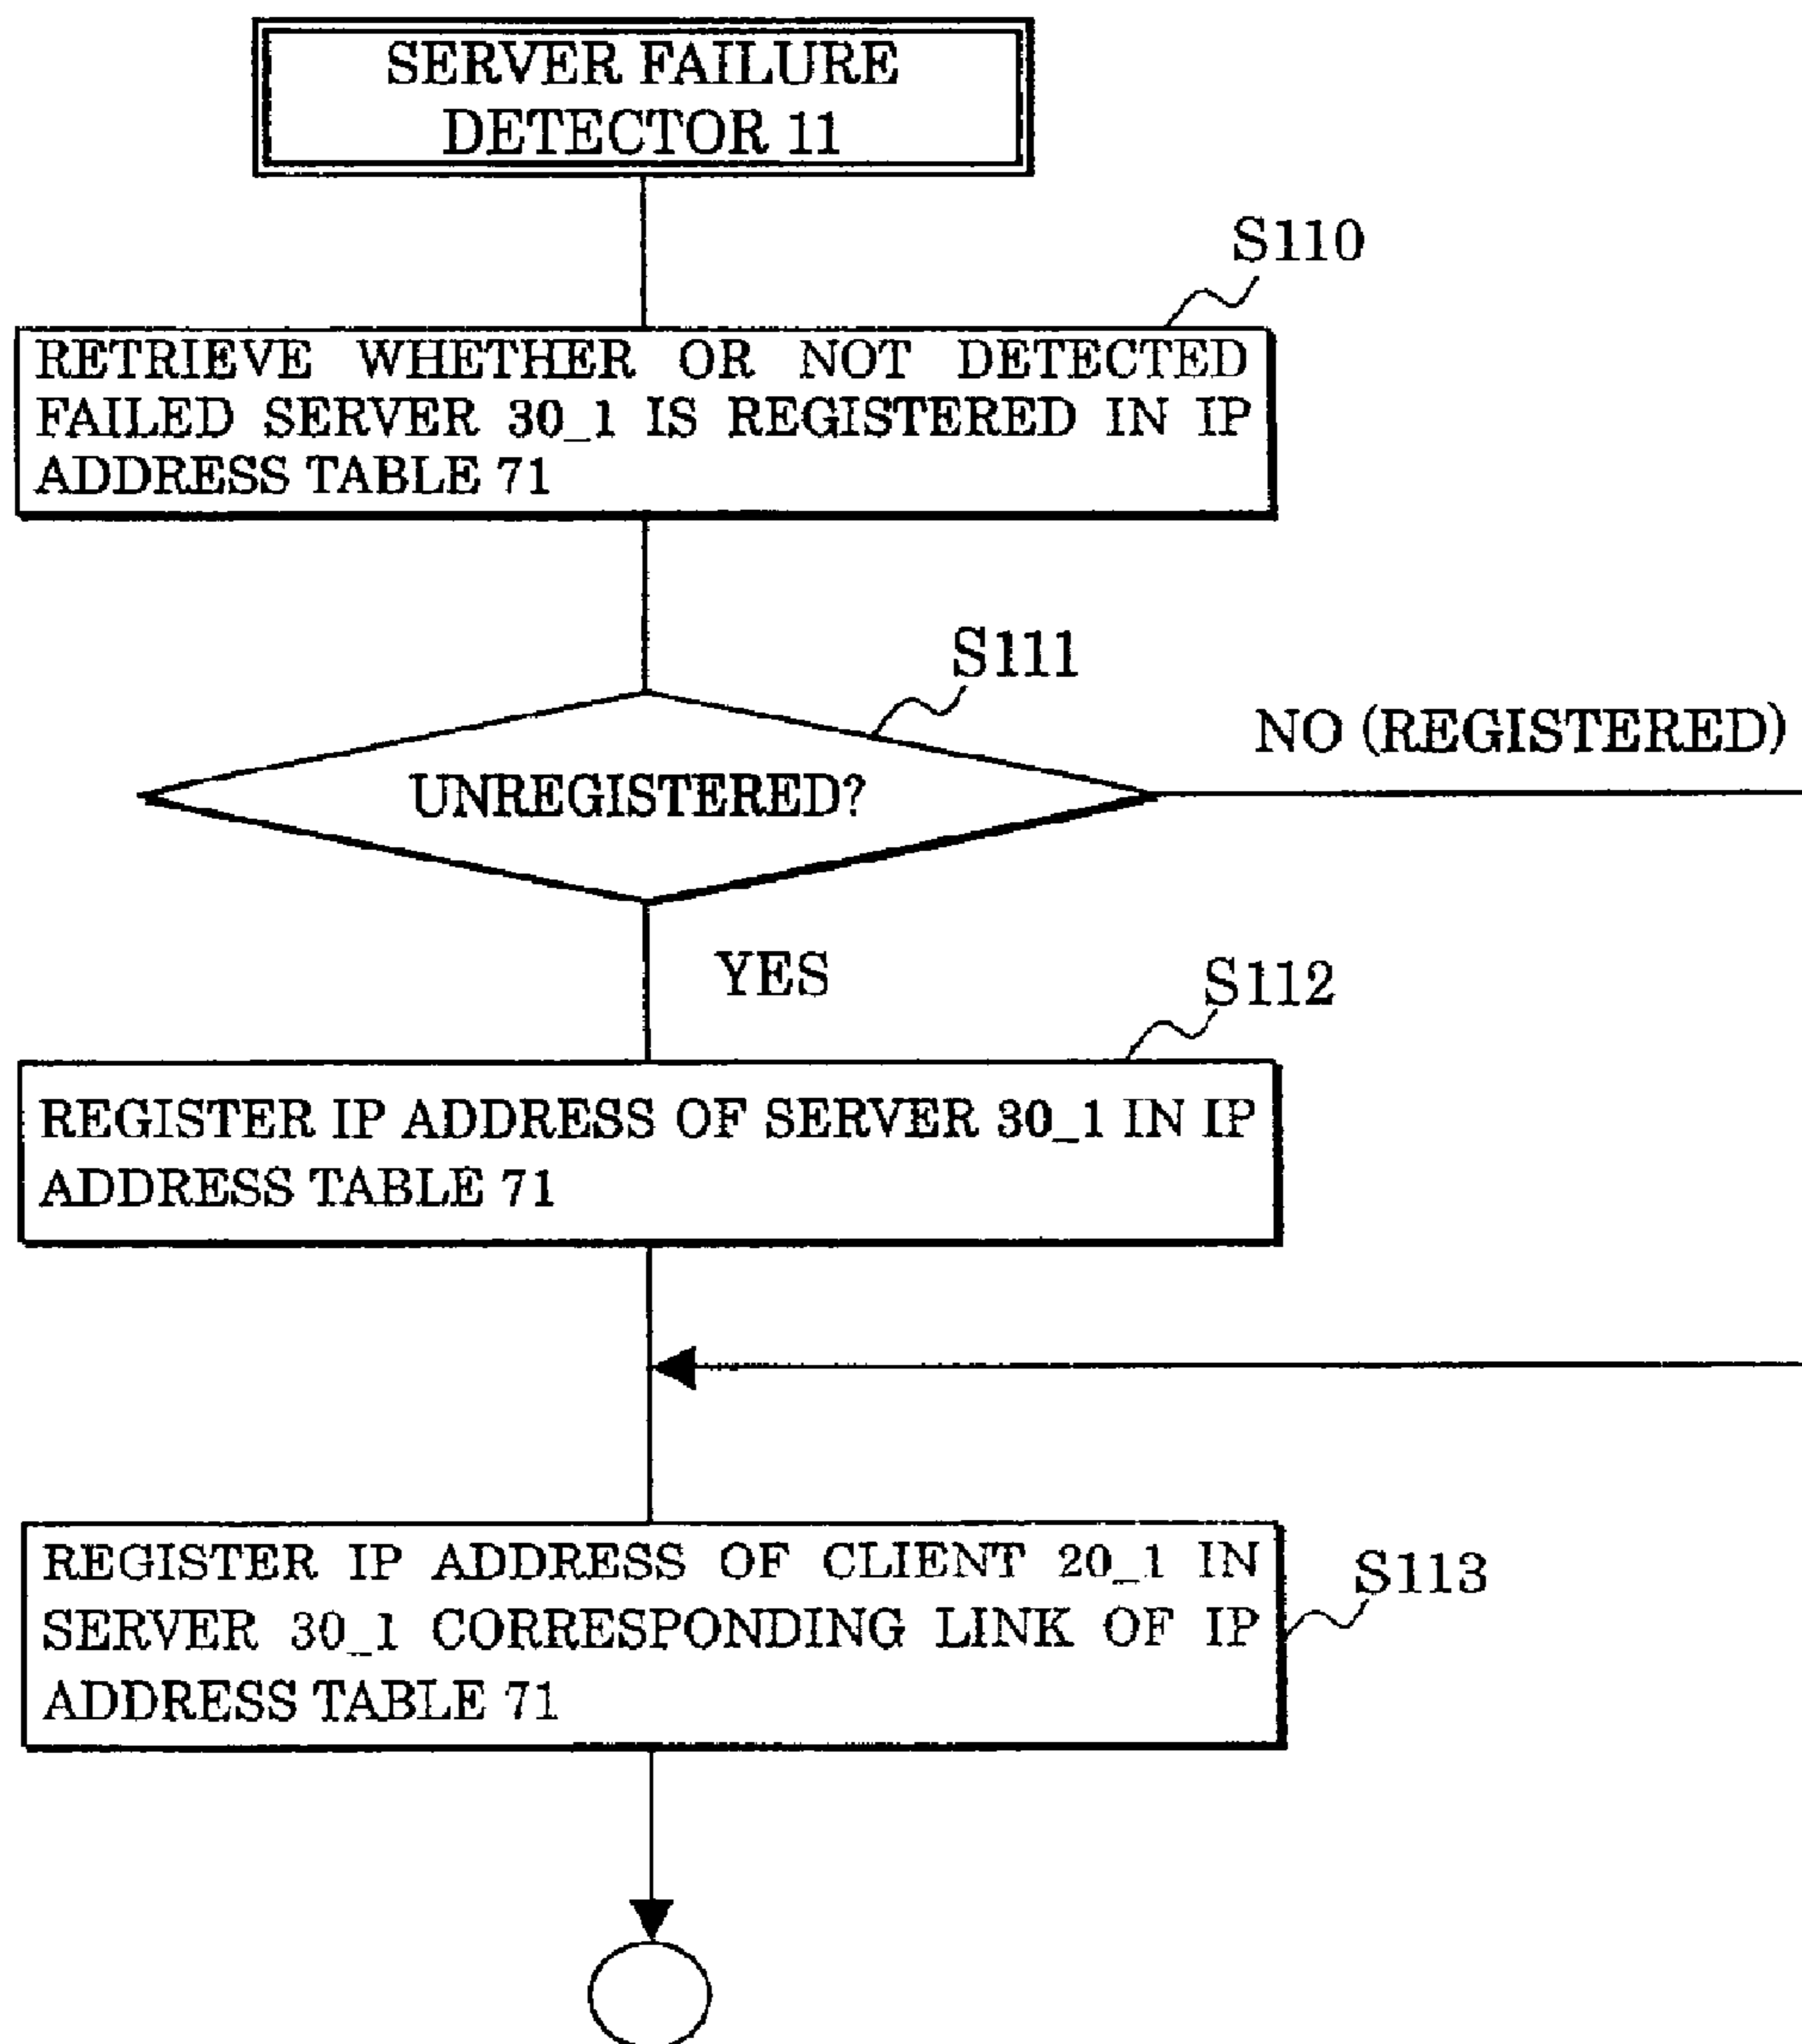 SERVER FAILURE
DETECTOR 11
S110
RETRIEVE WHETHER OR NOT DETECTED
FAILED SERVER 30_1 IS REGISTERED IN IP
ADDRESS TABLE 71
S111
NO (REGISTERED)
UNREGISTERED?
YES
S112
REGISTER IP ADDRESS OF SERVER 30_1 IN IP
ADDRESS TABLE 71
REGISTER IP ADDRESS OF CLIENT 20_1 IN
SERVER 30_1 CORRESPONDING LINK OF IP
ADDRESS TABLE 71
S113